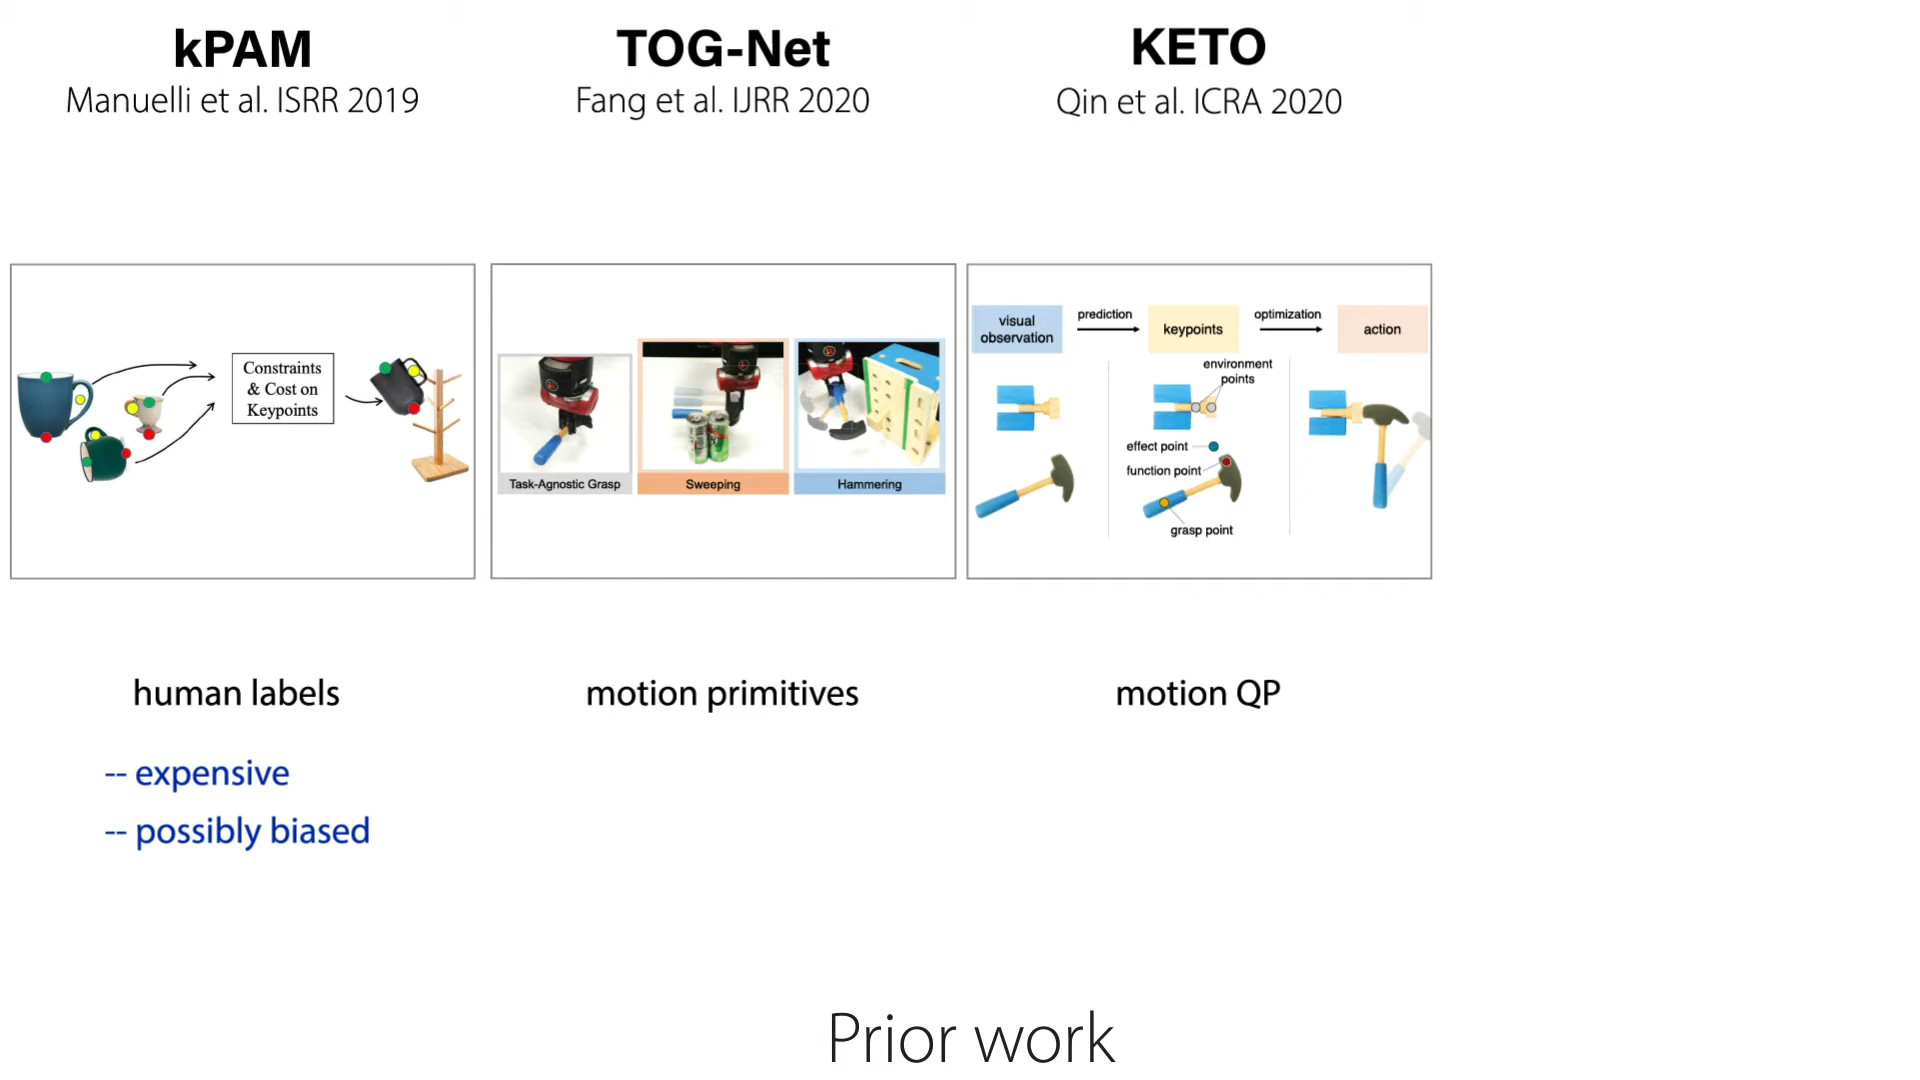 kPAM
Manuelli et al. ISRR 2019
TOG-Net
Fang et al. IJRR 2020
KETO
Qin et al. ICRA 2020
Constraints
& Cost on
Keypoints
Task-Agnostic Grasp
Sweeping
Hammering
visual
observation
prediction
keypoints
optimization
action
environment
points
effect point
function point
grasp point
human labels
-- expensive
-- possibly biased
motion primitives
motion QP
Prior work